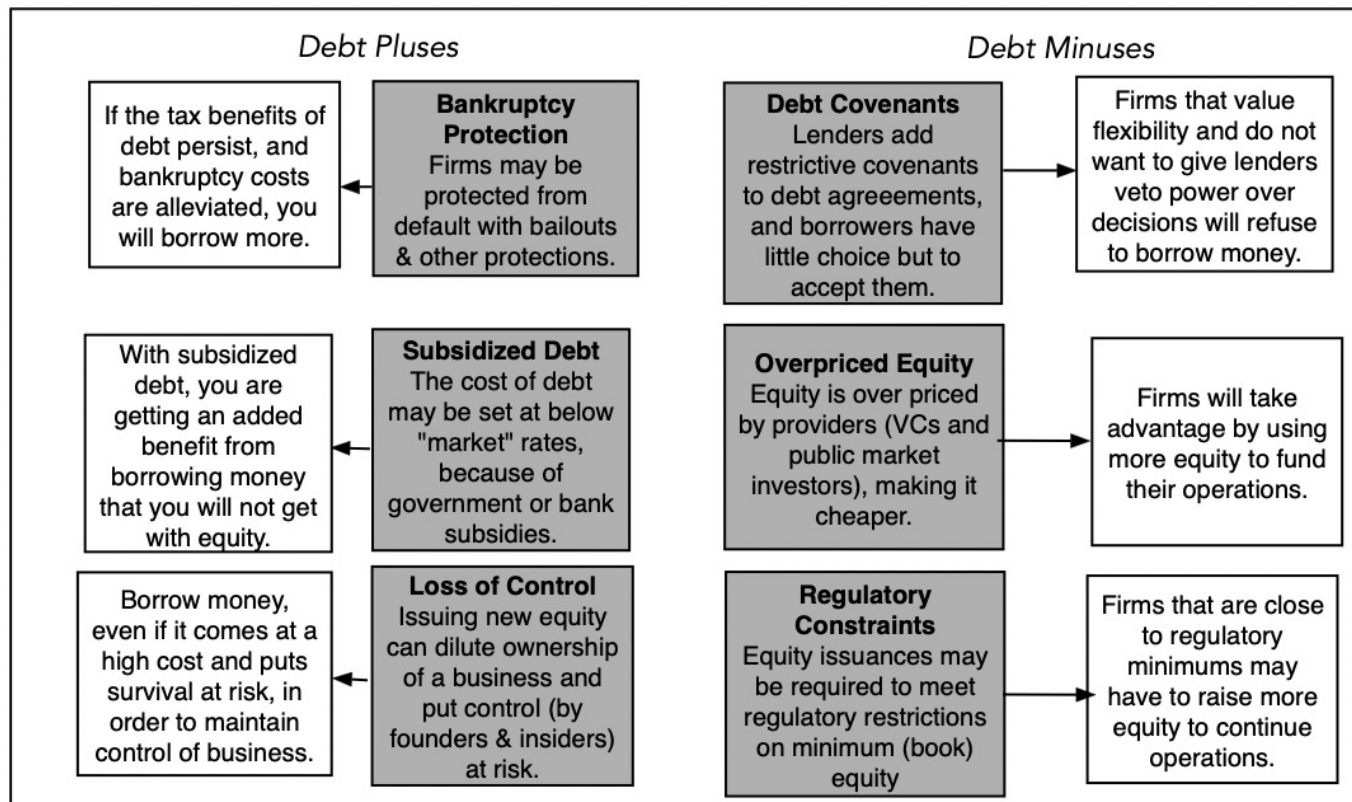 Debt Pluses
Debt Minuses
If the tax benefits of
debt persist, and
bankruptcy costs
are alleviated, you
will borrow more.
Bankruptcy
Protection
Firms may be
protected from
default with bailouts
& other protections.
Debt Covenants
Lenders add
restrictive covenants
to debt agreeements,
and borrowers have
little choice but to
accept them.
Firms that value
flexibility and do not
want to give lenders
veto power over
decisions will refuse
to borrow money.
With subsidized
debt, you are
getting an added
benefit from
borrowing money
that you will not get
with equity.
Subsidized Debt
The cost of debt
may be set at below
"market" rates,
because of
government or bank
subsidies.
Overpriced Equity
Equity is over priced
by providers (VCs and
public market
investors), making it
cheaper.
Firms will take
advantage by using
more equity to fund
their operations.
Borrow money,
even if it comes at a
high cost and puts
survival at risk, in
order to maintain
control of business.
Loss of Control
Issuing new equity
can dilute ownership
of a business and
put control (by
founders & insiders)
at risk.
Regulatory
Constraints
Equity issuances may
be required to meet
regulatory restrictions
on minimum (book)
equity
Firms that are close
to regulatory
minimums may
have to raise more
equity to continue
operations.